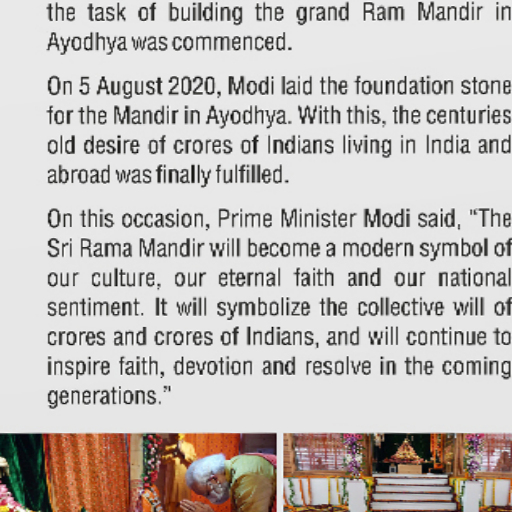 the task of building the grand Ram Mandir in
Ayodhya was commenced.
On 5 August 2020, Modi laid the foundation stone
for the Mandir in Ayodhya. With this, the centuries
old desire of crores of Indians living in India and
abroad was finally fulfilled.
On this occasion, Prime Minister Modi said, “The
Sri Rama Mandir will become a modern symbol of
our culture, our eternal faith and our national
sentiment. It will symbolize the collective will of
crores and crores of Indians, and will continue to
inspire faith, devotion and resolve in the coming
generations.”